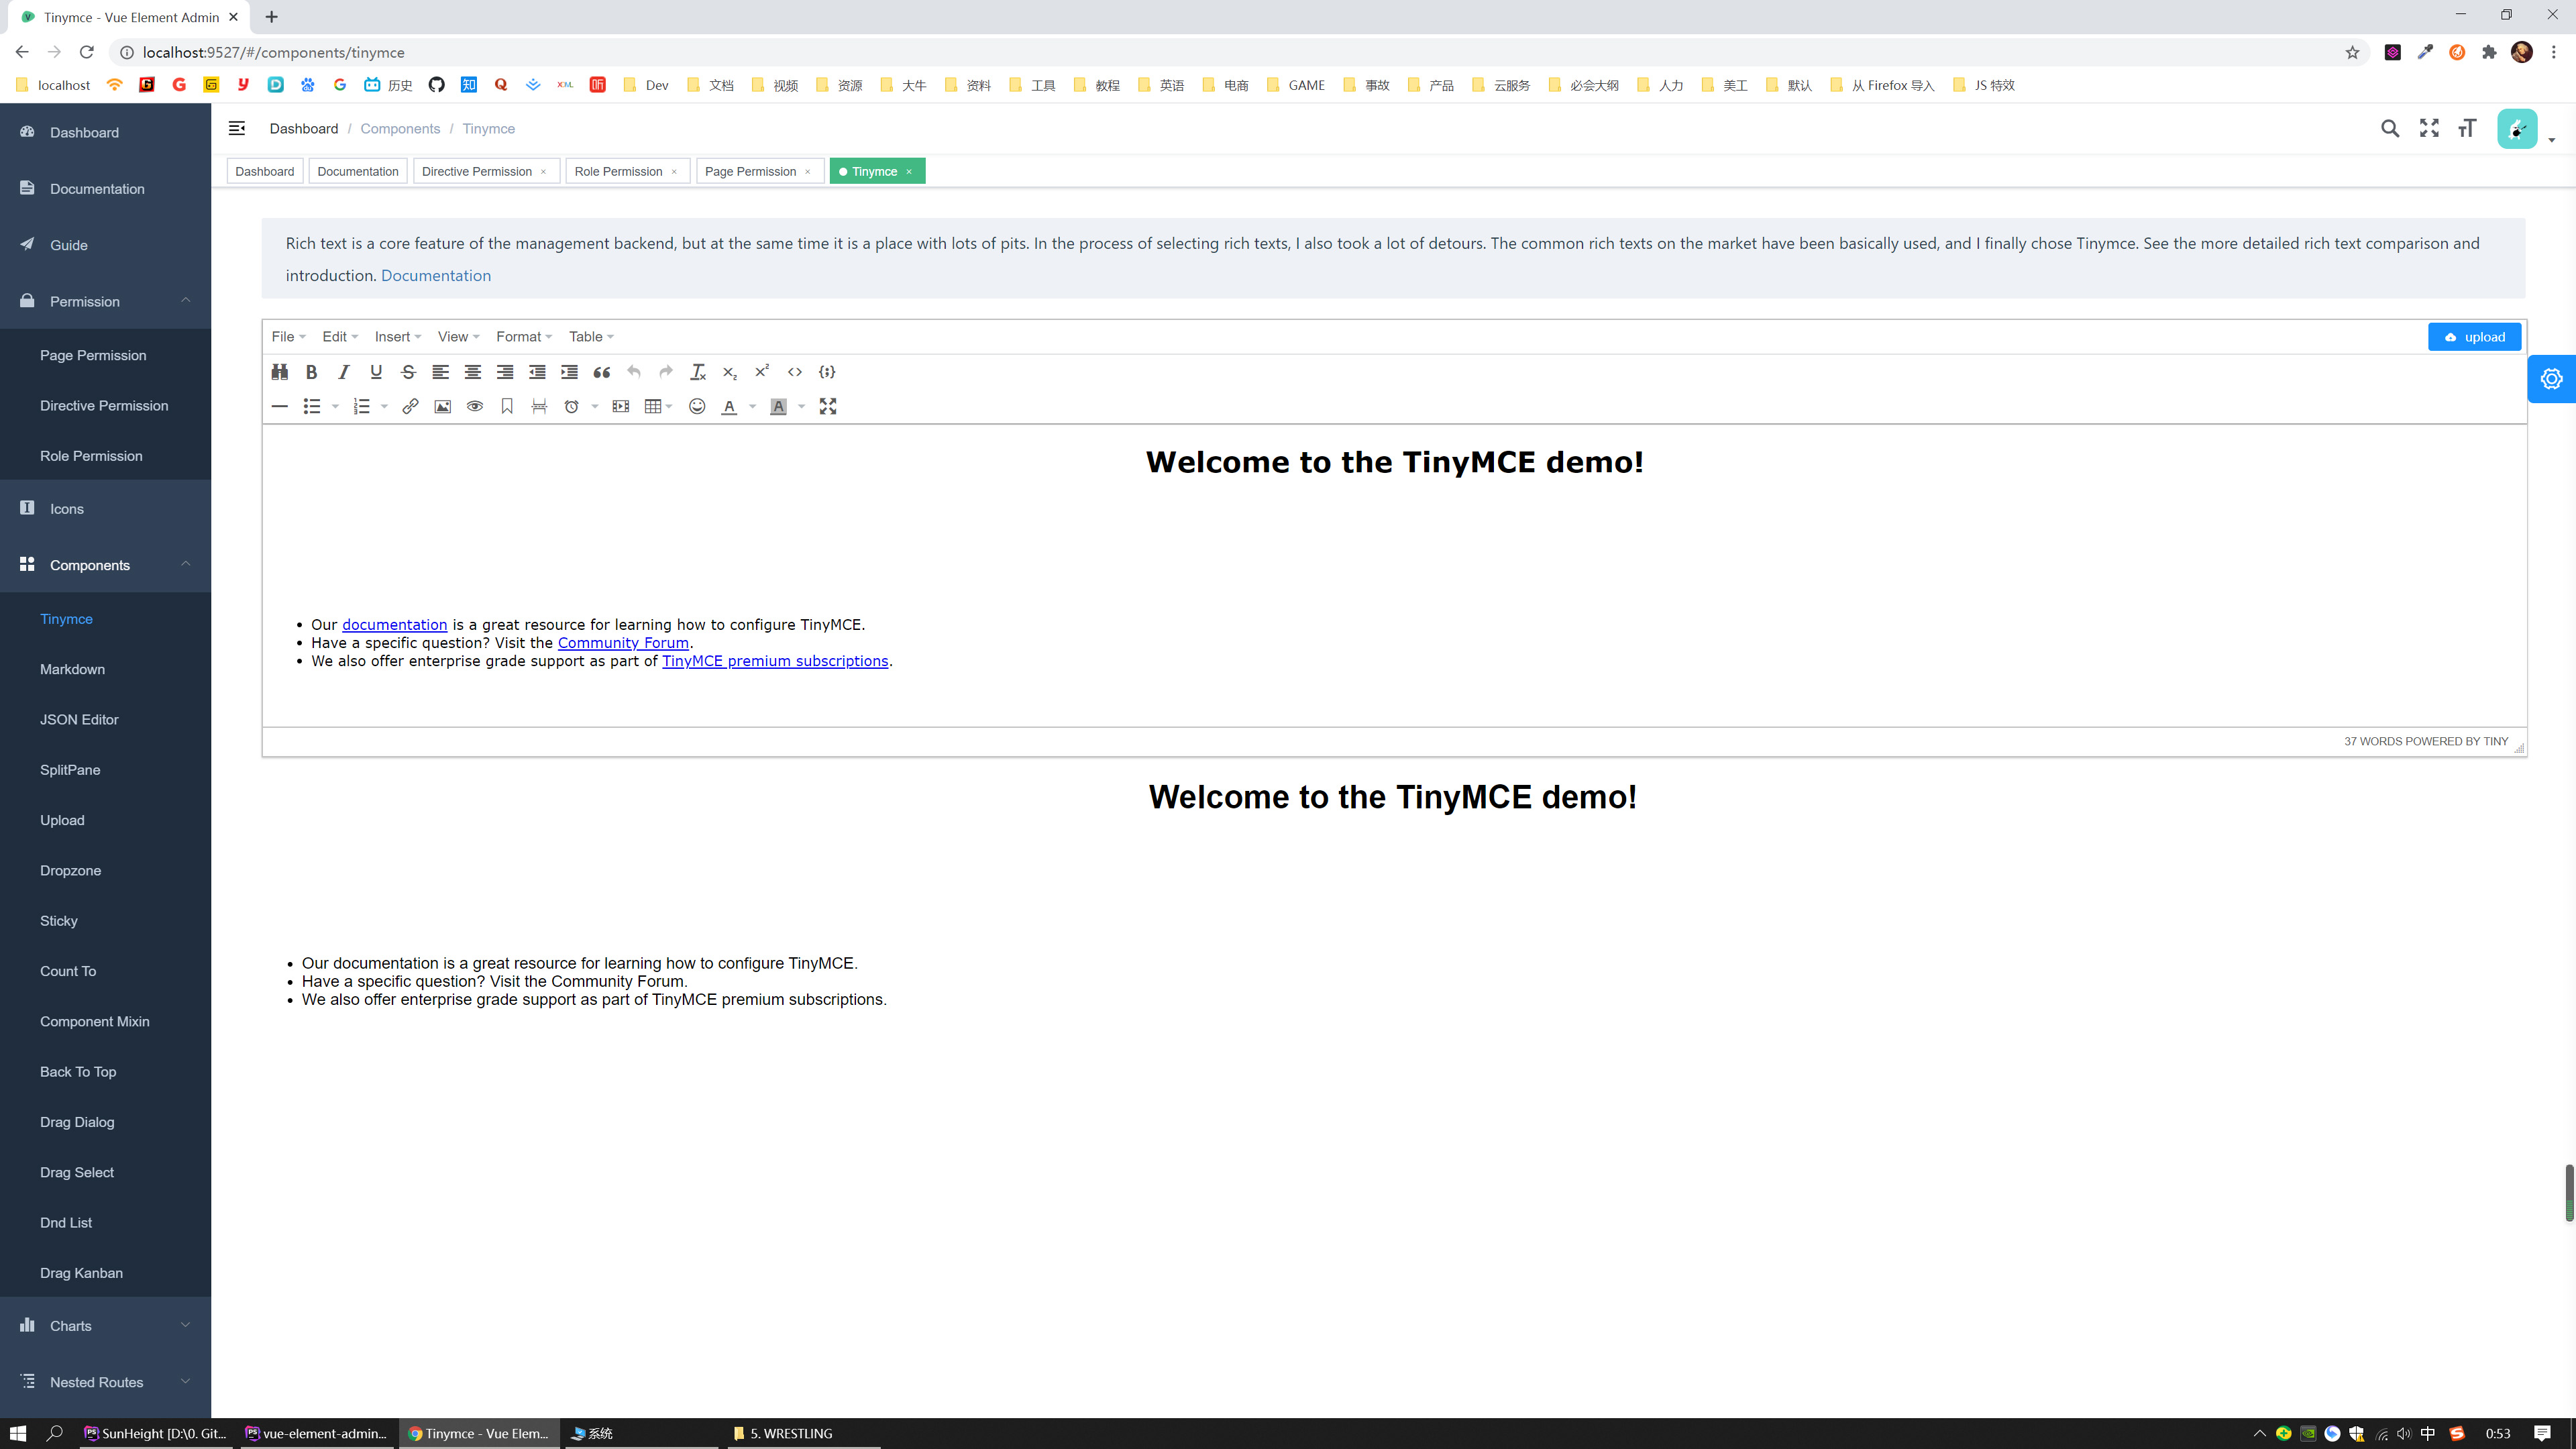 Tinymce - Vue Element Admin
localhost:9527/#/components/tinymce
localhost 历史 知 听 Dev 文档 视频 资源 大牛 资料 工具 教程 英语 电商 GAME 事故 产品 云服务 必会大纲 人力 美工 默认 从 Firefox 导入 JS 特效
Dashboard / Components / Tinymce
Dashboard Documentation Directive Permission × Role Permission × Page Permission × Tinymce ×
Dashboard
Documentation
Guide
Permission
Page Permission
Directive Permission
Role Permission
Icons
Components
Tinymce
Markdown
JSON Editor
SplitPane
Upload
Dropzone
Sticky
Count To
Component Mixin
Back To Top
Drag Dialog
Drag Select
Dnd List
Drag Kanban
Charts
Nested Routes
Rich text is a core feature of the management backend, but at the same time it is a place with lots of pits. In the process of selecting rich texts, I also took a lot of detours. The common rich texts on the market have been basically used, and I finally chose Tinymce. See the more detailed rich text comparison and
introduction. Documentation
File Edit Insert View Format Table upload
Welcome to the TinyMCE demo!
• Our documentation is a great resource for learning how to configure TinyMCE.
• Have a specific question? Visit the Community Forum.
• We also offer enterprise grade support as part of TinyMCE premium subscriptions.
37 WORDS POWERED BY TINY
Welcome to the TinyMCE demo!
• Our documentation is a great resource for learning how to configure TinyMCE.
• Have a specific question? Visit the Community Forum.
• We also offer enterprise grade support as part of TinyMCE premium subscriptions.
SunHeight [D:\0. Git... vue-element-admin... Tinymce - Vue Elem... 系统 5. WRESTLING 中 0:53